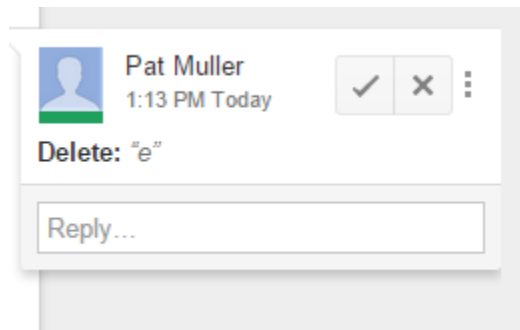 Pat Muller
1:13 PM Today
Delete: “e”
Reply...